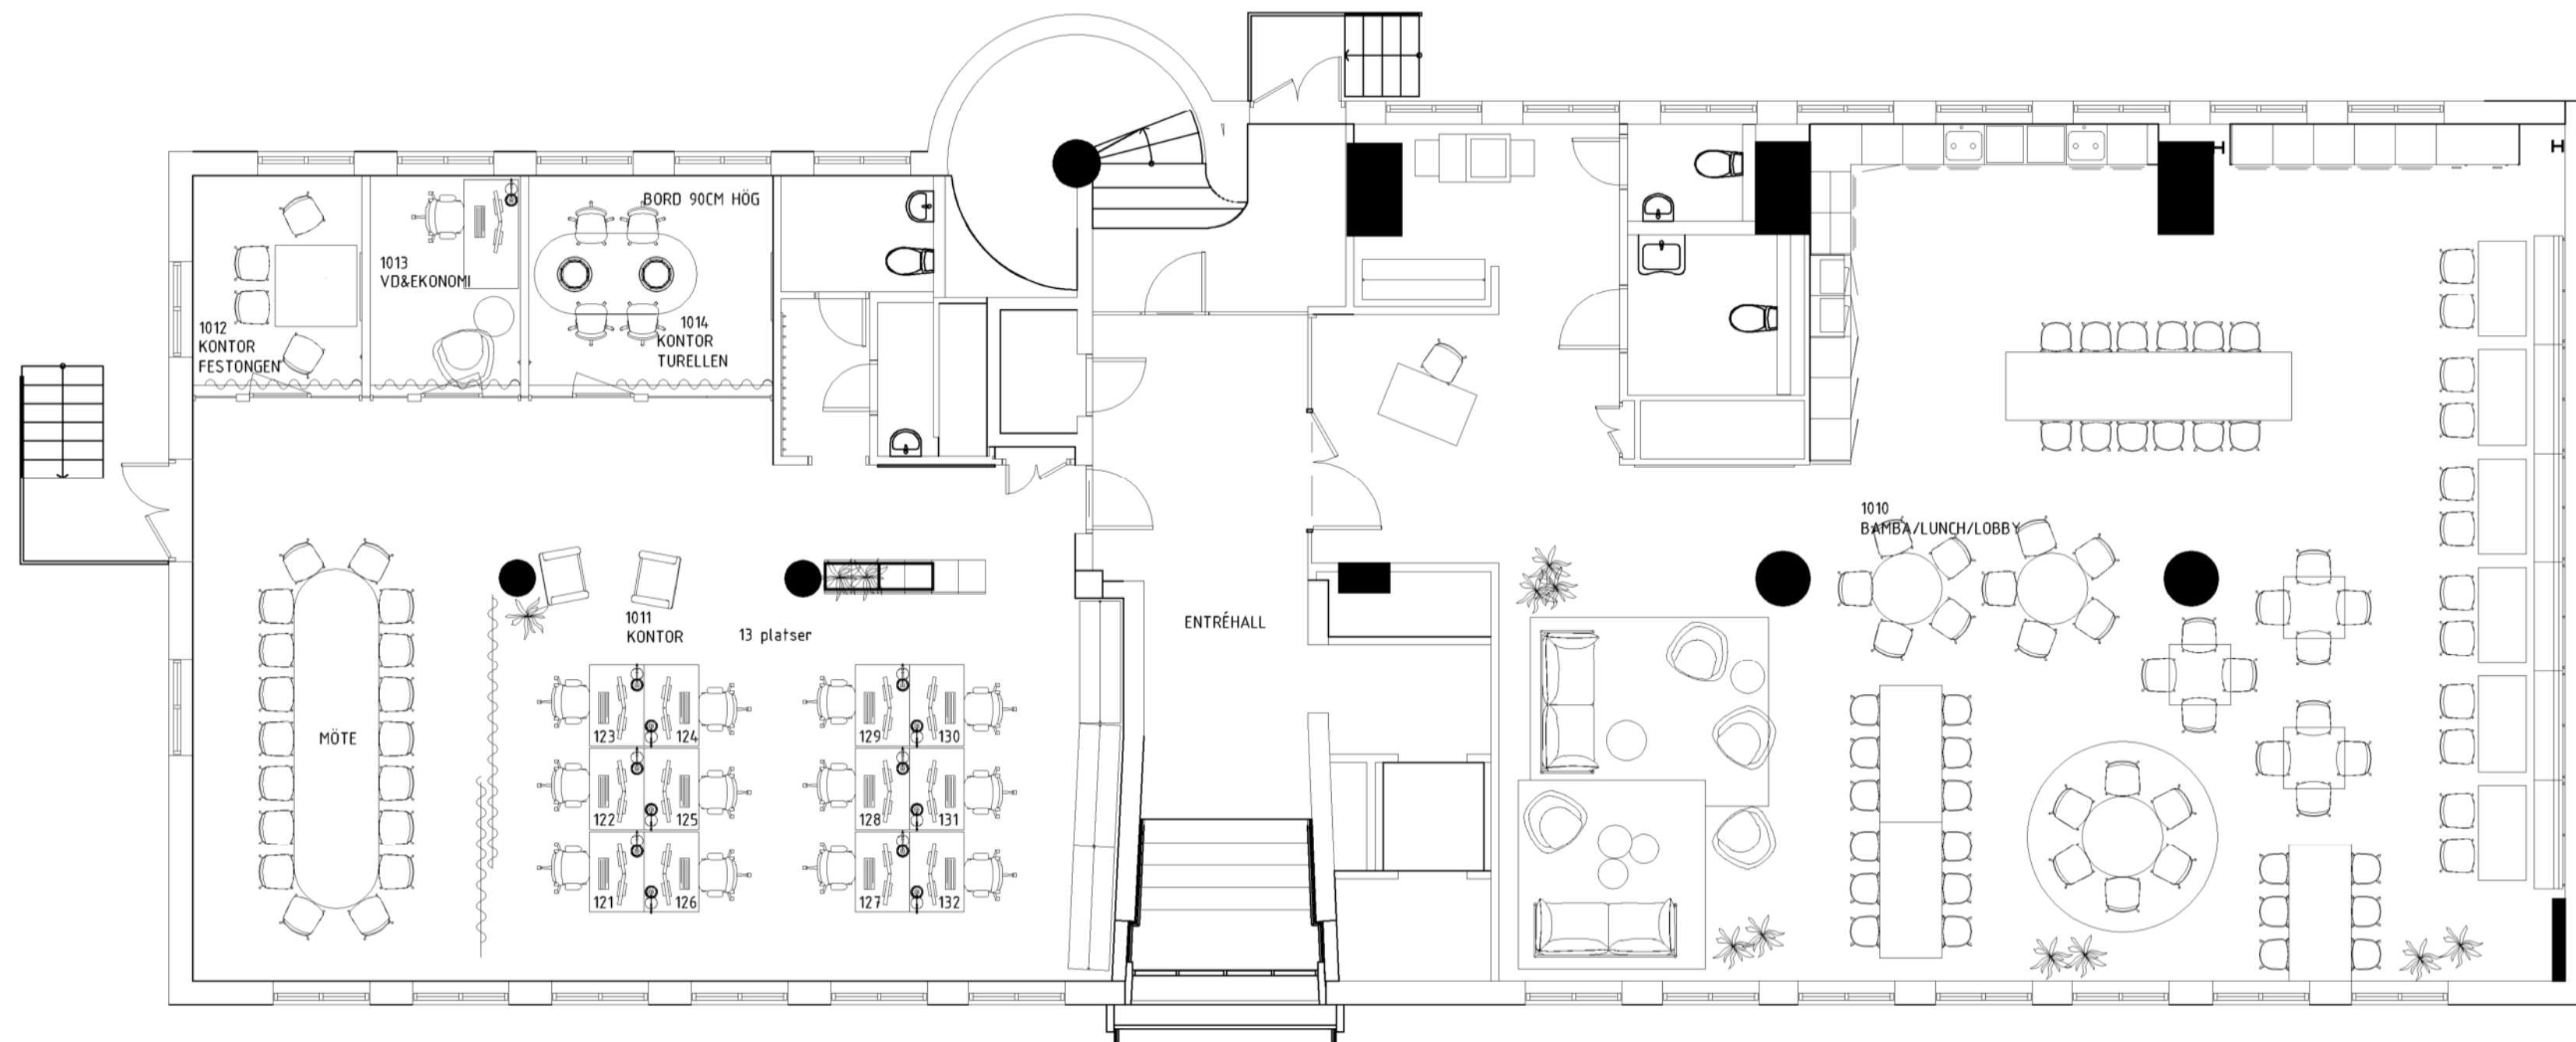 BORD 90CM HÖG
1013
VD&EKONOMI
1012
KONTOR
FESTONGEN
1014
KONTOR
TURELLEN
1010
BAMBA/LUNCH/LOBBY
1011
KONTOR
13 platser
ENTRÉHALL
MÖTE
123 124
129 130
122 125
128 131
121 126
127 132